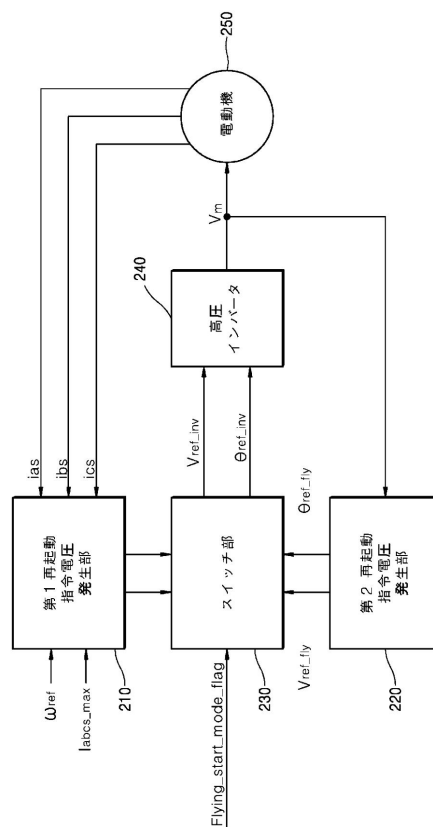 ωref
Iabcs_max
210
第1再起動
指令電圧
発生部
ias
ibs
ics
Flying_start_mode_flag
230
スイッチ部
Vref_inv
θref_inv
240
高圧
インバータ
Vm
250
電動機
Vref_fly
θref_fly
220
第2再起動
指令電圧
発生部